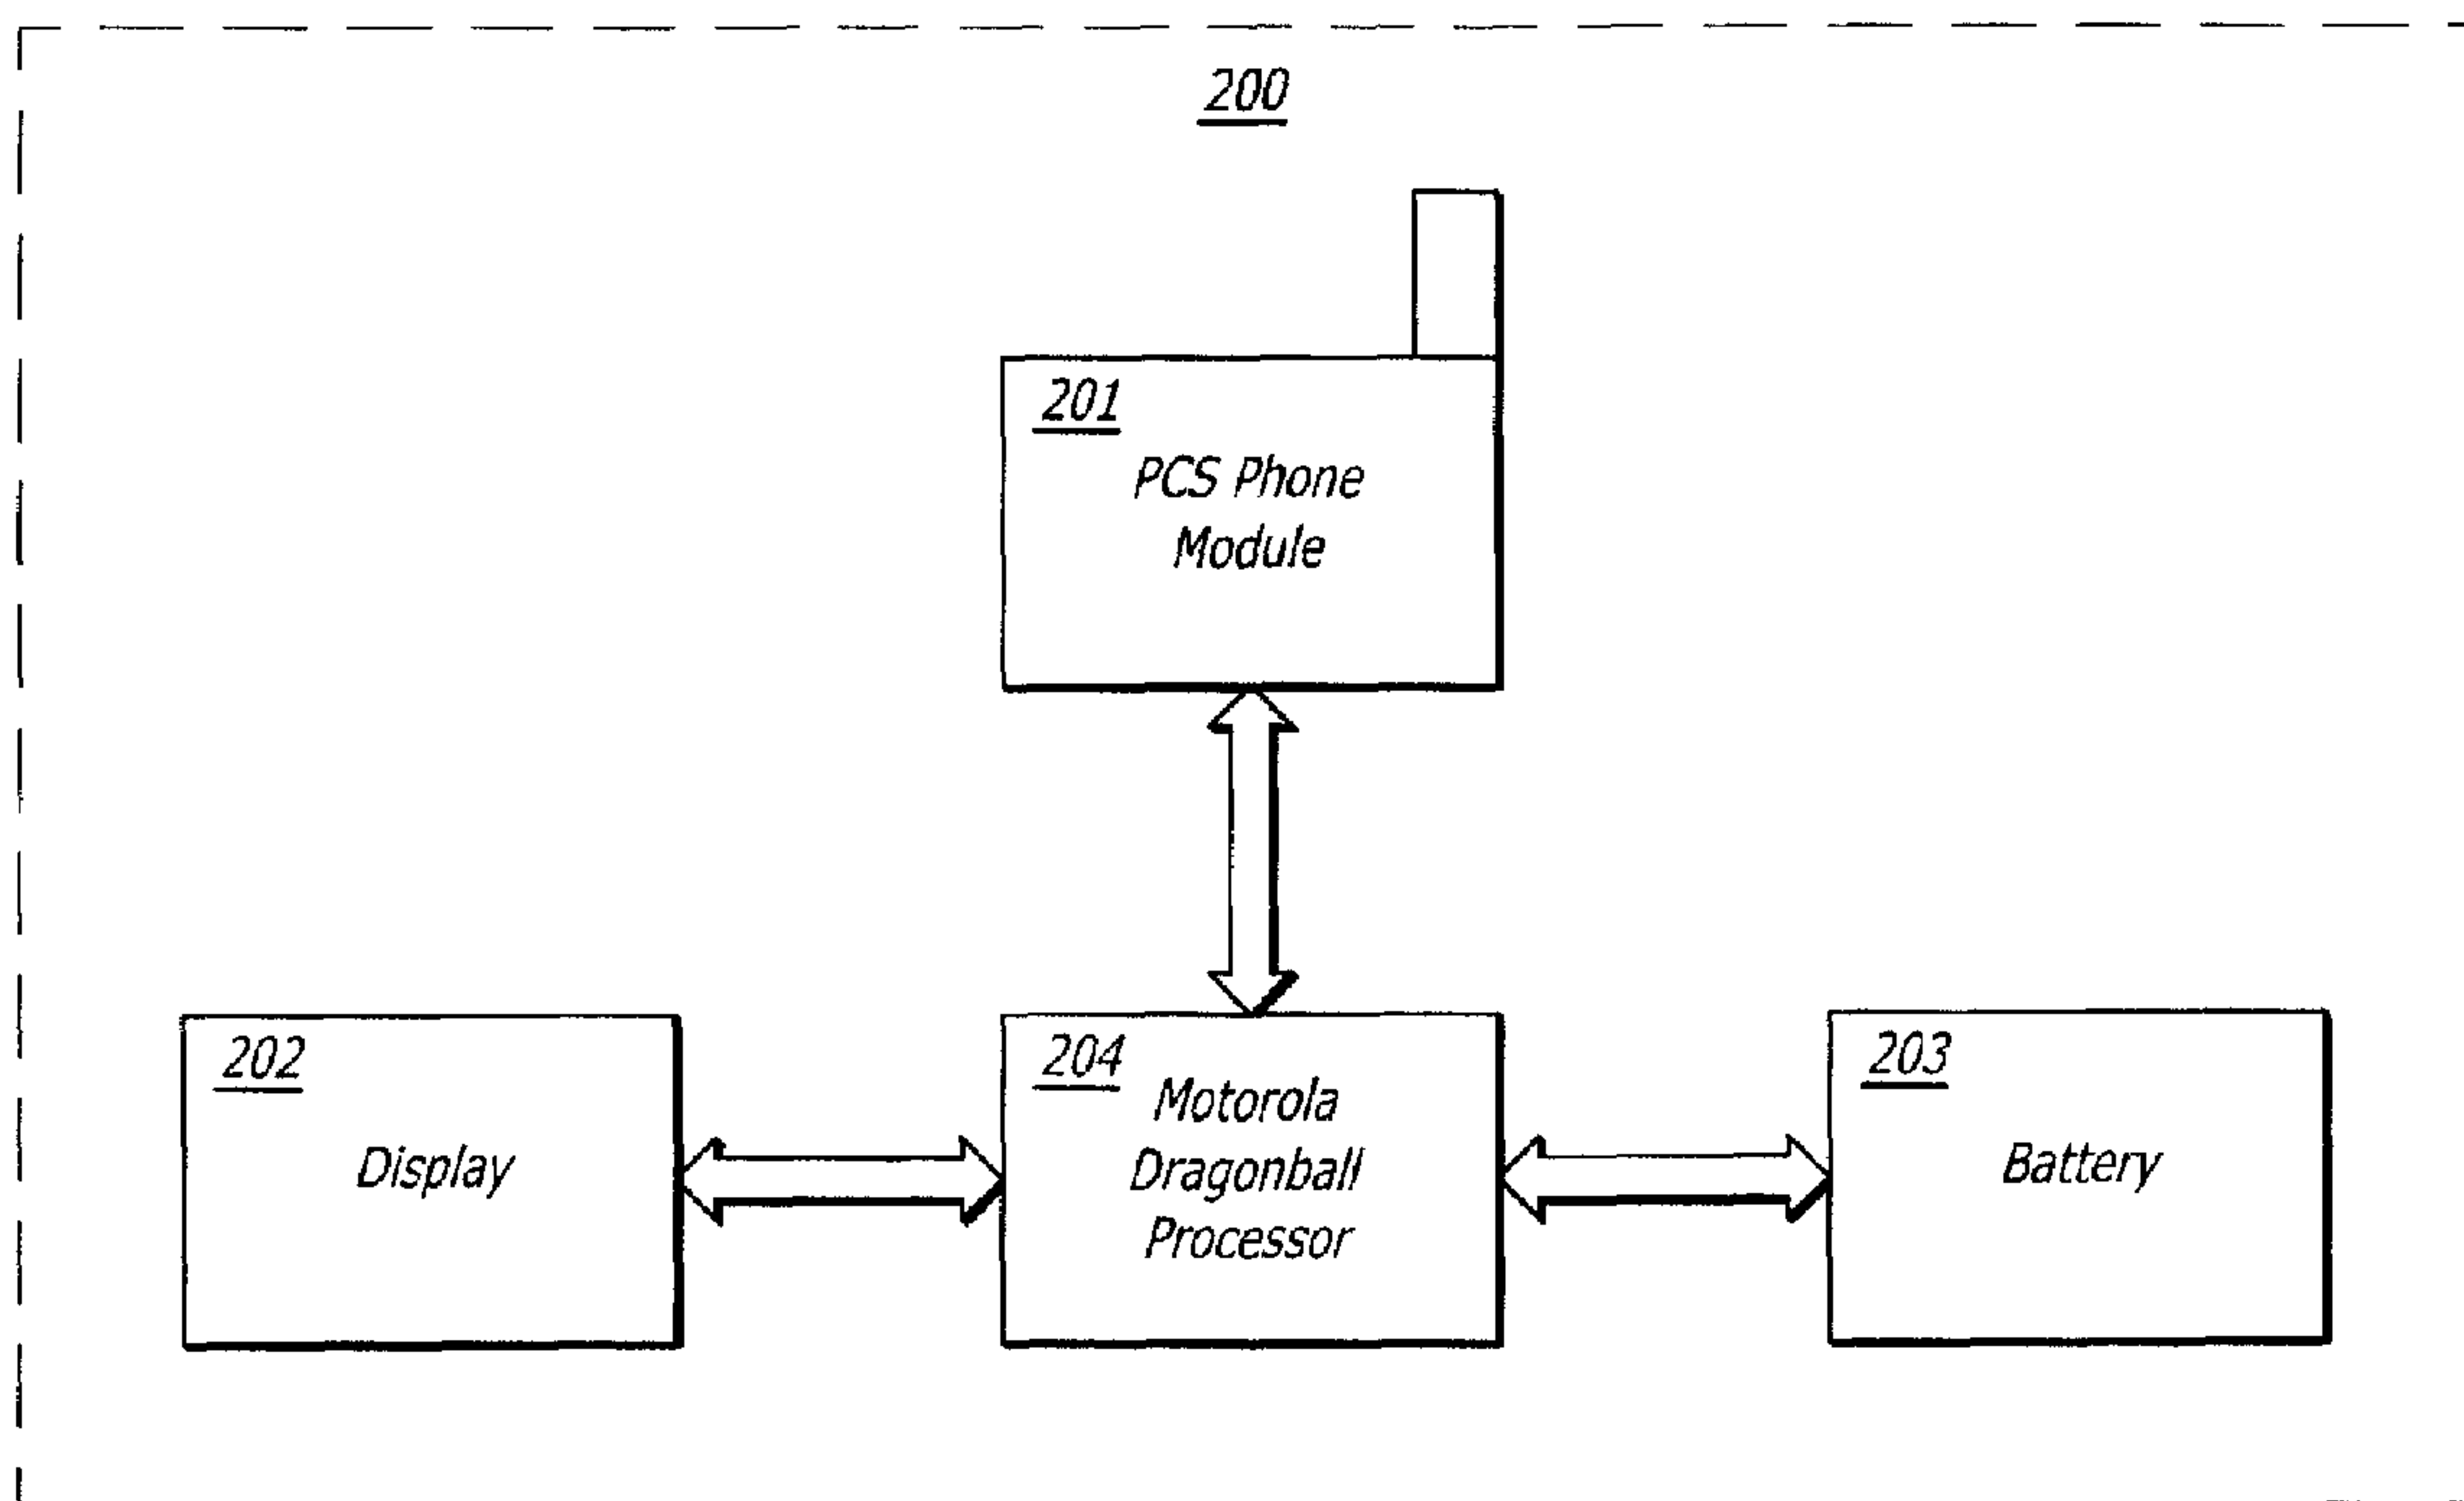 200
201
PCS Phone
Module
202
Display
204
Motorola
Dragonball
Processor
203
Battery